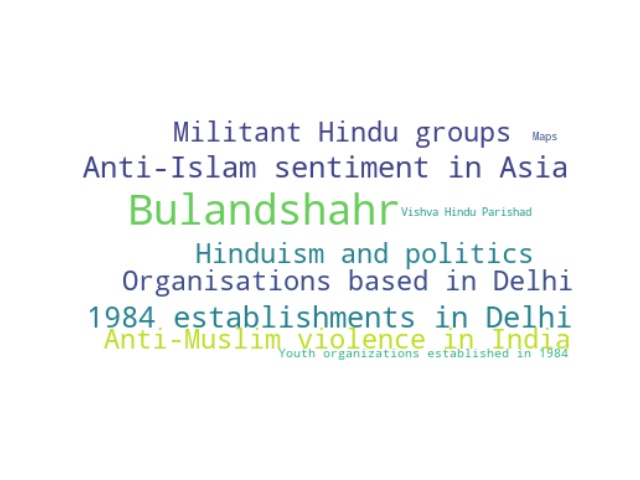 Militant Hindu groups Maps
Anti-Islam sentiment in Asia
Bulandshahr Vishva Hindu Parishad
Hinduism and politics
Organisations based in Delhi
1984 establishments in Delhi
Anti-Muslim violence in India
Youth organizations established in 1984